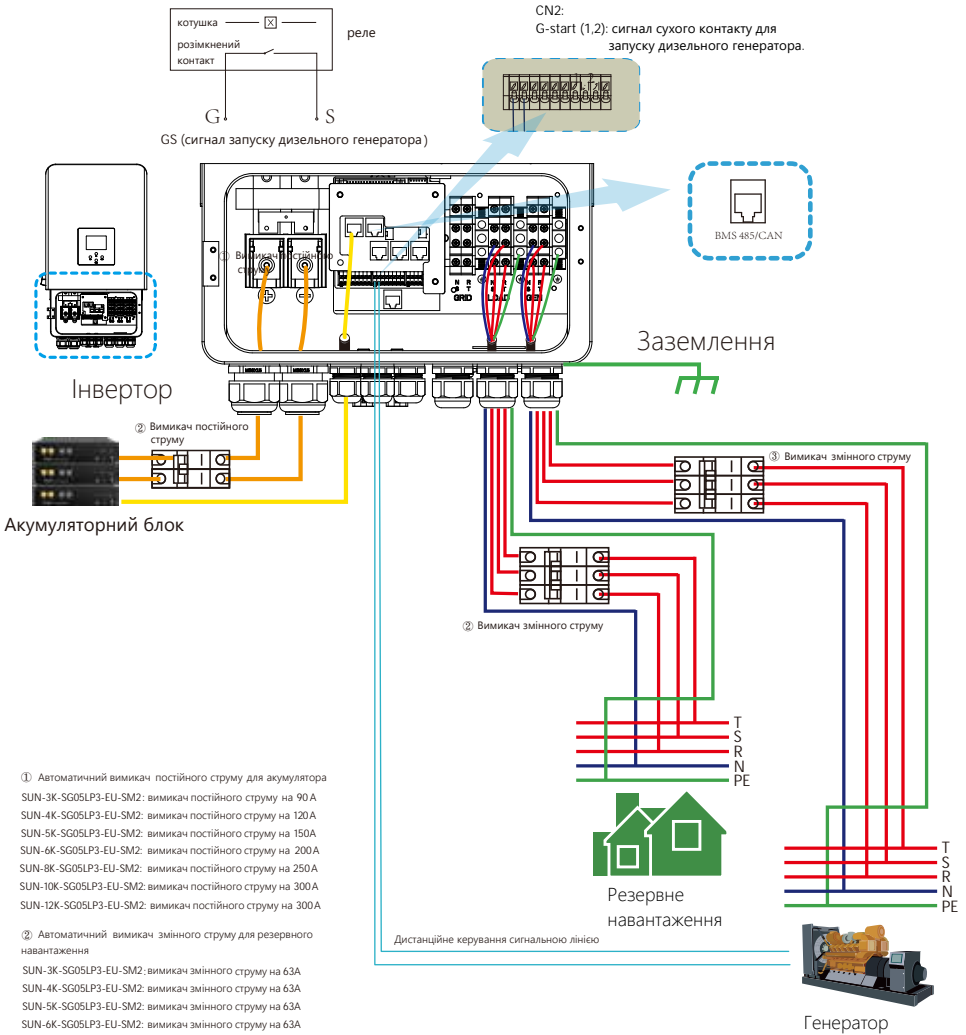 котушка
X
розімкнений
контакт
реле
G
S
GS (сигнал запуску дизельного генератора)
CN2:
G-start (1,2): сигнал сухого контакту для
запуску дизельного генератора.
1 2
BMS 485/CAN
① Вимикач постійного
струму
N R
S T
GRID
N R
S T
LOAD
N R
S T
GEN
Заземлення
Інвертор
② Вимикач постійного
струму
Акумуляторний блок
③ Вимикач змінного струму
② Вимикач змінного струму
T
S
R
N
PE
Резервне
навантаження
T
S
R
N
PE
Дистанційне керування сигнальною лінією
Генератор
① Автоматичний вимикач постійного струму для акумулятора
SUN-3K-SG05LP3-EU-SM2: вимикач постійного струму на 90 A
SUN-4K-SG05LP3-EU-SM2: вимикач постійного струму на 120 A
SUN-5K-SG05LP3-EU-SM2: вимикач постійного струму на 150A
SUN-6K-SG05LP3-EU-SM2: вимикач постійного струму на 200 A
SUN-8K-SG05LP3-EU-SM2: вимикач постійного струму на 250 A
SUN-10K-SG05LP3-EU-SM2: вимикач постійного струму на 300 A
SUN-12K-SG05LP3-EU-SM2: вимикач постійного струму на 300 A
② Автоматичний вимикач змінного струму для резервного
навантаження
SUN-3K-SG05LP3-EU-SM2: вимикач змінного струму на 63A
SUN-4K-SG05LP3-EU-SM2: вимикач змінного струму на 63A
SUN-5K-SG05LP3-EU-SM2: вимикач змінного струму на 63A
SUN-6K-SG05LP3-EU-SM2: вимикач змінного струму на 63A